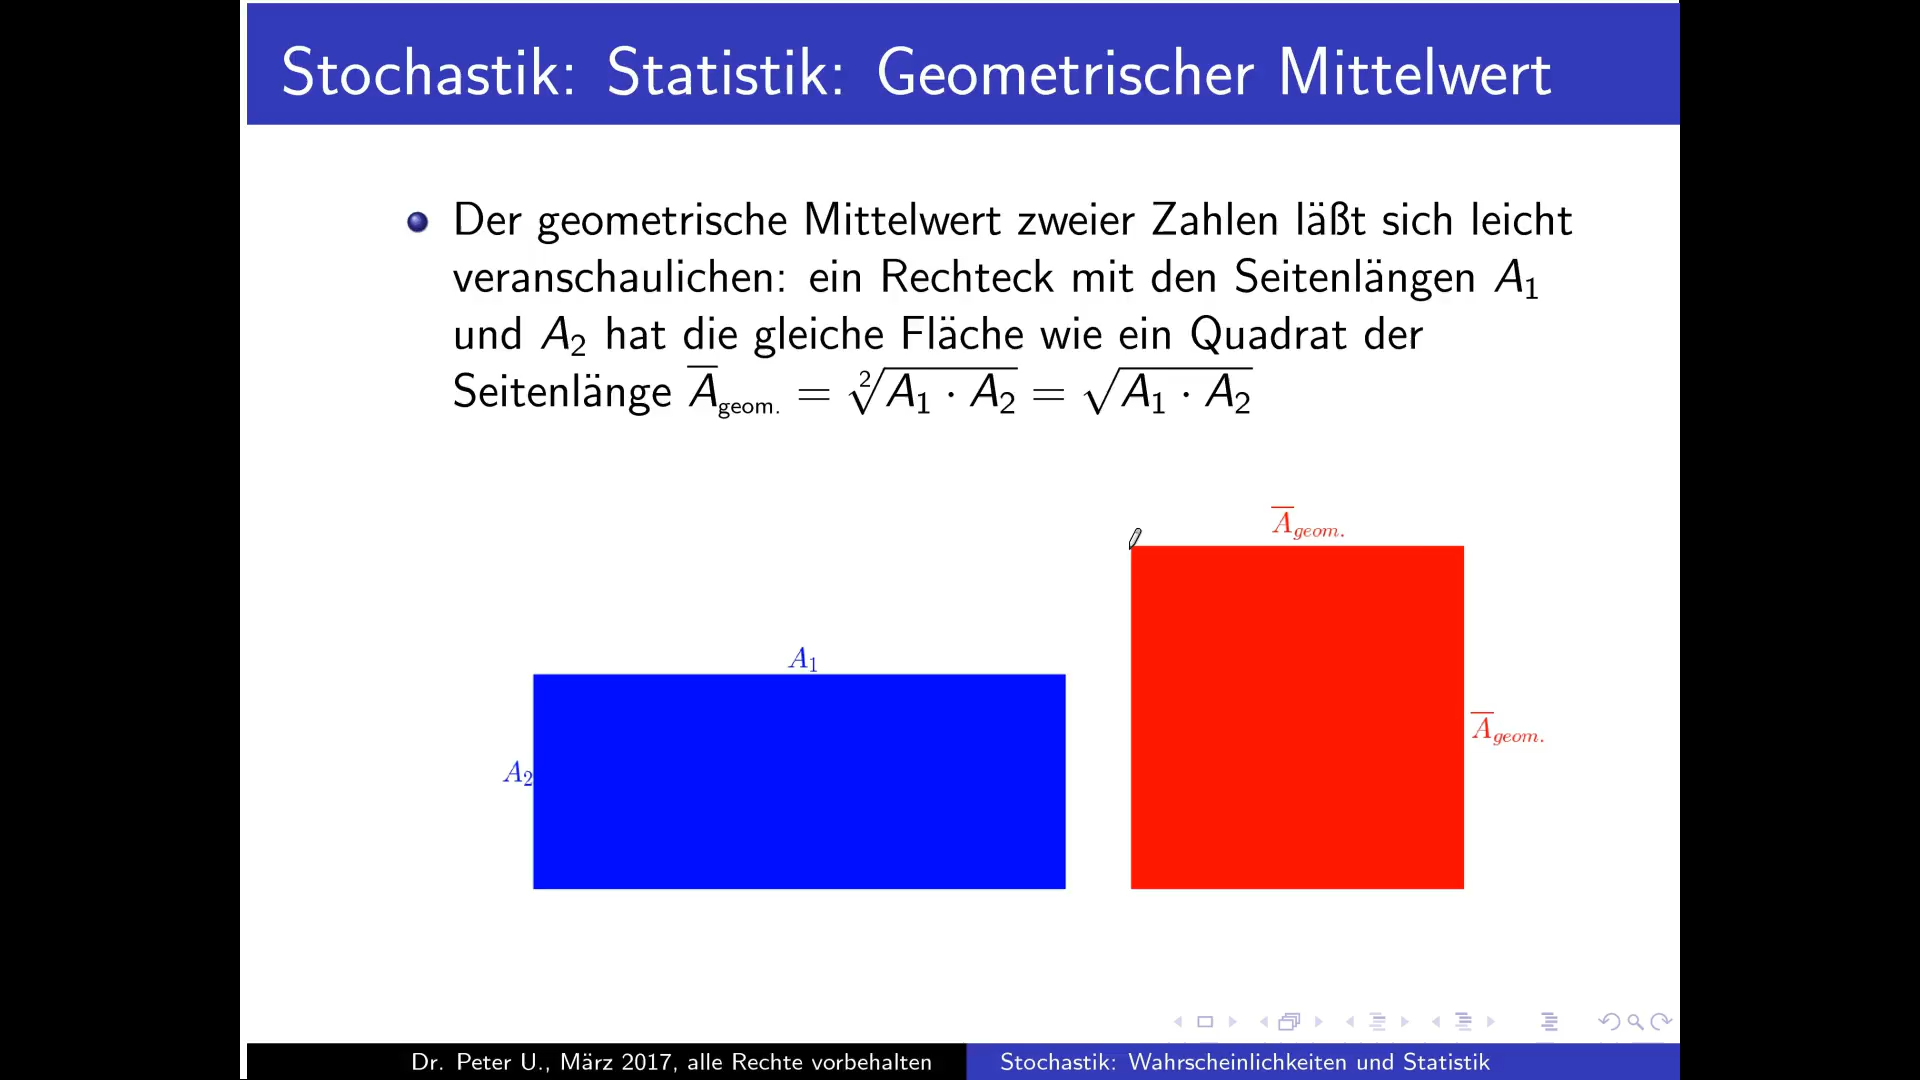 Stochastik: Statistik: Geometrischer Mittelwert
Der geometrische Mittelwert zweier Zahlen läßt sich leicht
veranschaulichen: ein Rechteck mit den Seitenlängen A₁
und A₂ hat die gleiche Fläche wie ein Quadrat der
Seitenlänge A̅geom. = ²√(A₁ · A₂) = √(A₁ · A₂)
A̅geom.
A₁
A̅geom.
A₂
Dr. Peter U., März 2017, alle Rechte vorbehalten
Stochastik: Wahrscheinlichkeiten und Statistik